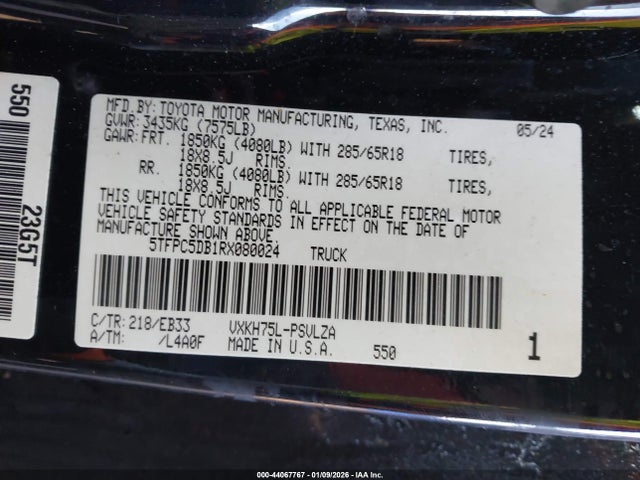 550
23G5T
MFD.BY:TOYOTA MOTOR MANUFACTURING, TEXAS, INC. 05/24
GVWR: 3435KG (7575LB)
GAWR:FRT. 1850KG (4080LB) WITH 285/65R18 TIRES,
18X8.5J RIMS.
RR. 1850KG (4080LB) WITH 285/65R18 TIRES,
18X8.5J RIMS.
THIS VEHICLE CONFORMS TO ALL APPLICABLE FEDERAL MOTOR
VEHICLE SAFETY STANDARDS IN EFFECT ON THE DATE OF
MANUFACTURE SHOWN ABOVE
5TFPC5DB1RX080024 TRUCK
C/TR:218/EB33 VXKH75L-PSVLZA
A/TM: /L4A0F MADE IN U.S.A. 550 1
000-44067767 - 01/09/2026 - IAA Inc.